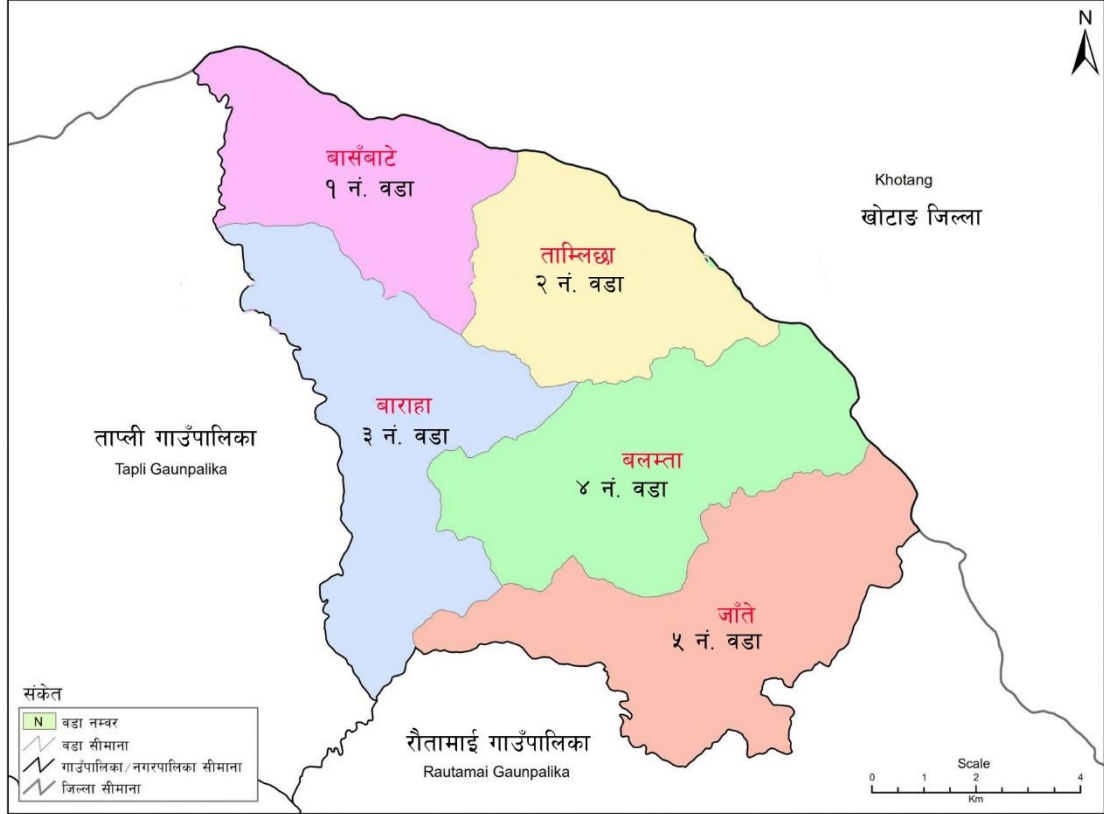 N
बासँबाटे
१ नं. वडा
Khotang
खोटाङ जिल्ला
ताम्लिछा
२ नं. वडा
बाराहा
३ नं. वडा
ताप्ली गाउँपालिका
Tapli Gaunpalika
बलम्ता
४ नं. वडा
जाँते
५ नं. वडा
रौतामाई गाउँपालिका
Rautamai Gaunpalika
संकेत
N वडा नम्बर
वडा सीमाना
गाउँपालिका/नगरपालिका सीमाना
जिल्ला सीमाना
Scale
0 1 2 4
Km